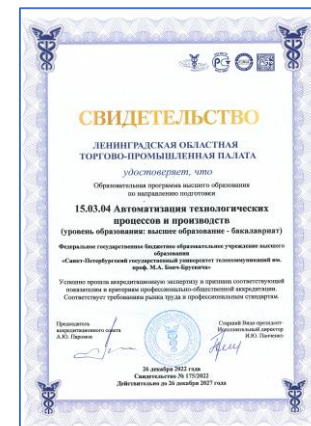 СВИДЕТЕЛЬСТВО
ЛЕНИНГРАДСКАЯ ОБЛАСТНАЯ
ТОРГОВО-ПРОМЫШЛЕННАЯ ПАЛАТА
удостоверяет, что
Образовательная программа высшего образования
по направлению подготовки
15.03.04 Автоматизация технологических
процессов и производств
(уровень образования: высшее образование - бакалавриат)
Федеральное государственное бюджетное образовательное учреждение высшего
образования
«Санкт-Петербургский государственный университет телекоммуникаций им.
проф. М.А. Бонч-Бруевича»
Успешно прошла аккредитационную экспертизу и признана соответствующей
показателям и критериям профессионально-общественной аккредитации.
Соответствует требованиям рынка труда и профессиональным стандартам.
Председатель
аккредитационного совета
А.Ю.
Старший Вице-президент-
Исполнительный директор
И.Ю. Панченко
26 декабря 2022 года
Свидетельство № 175/2022
Действительно до 26 декабря 2027 года